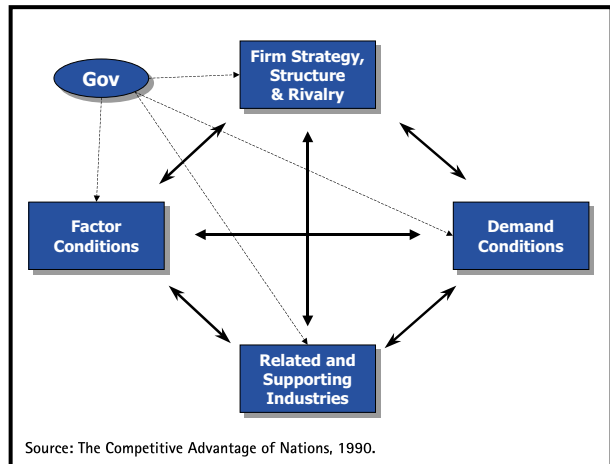 Gov
Firm Strategy,
Structure
& Rivalry
Factor
Conditions
Demand
Conditions
Related and
Supporting
Industries
Source: The Competitive Advantage of Nations, 1990.